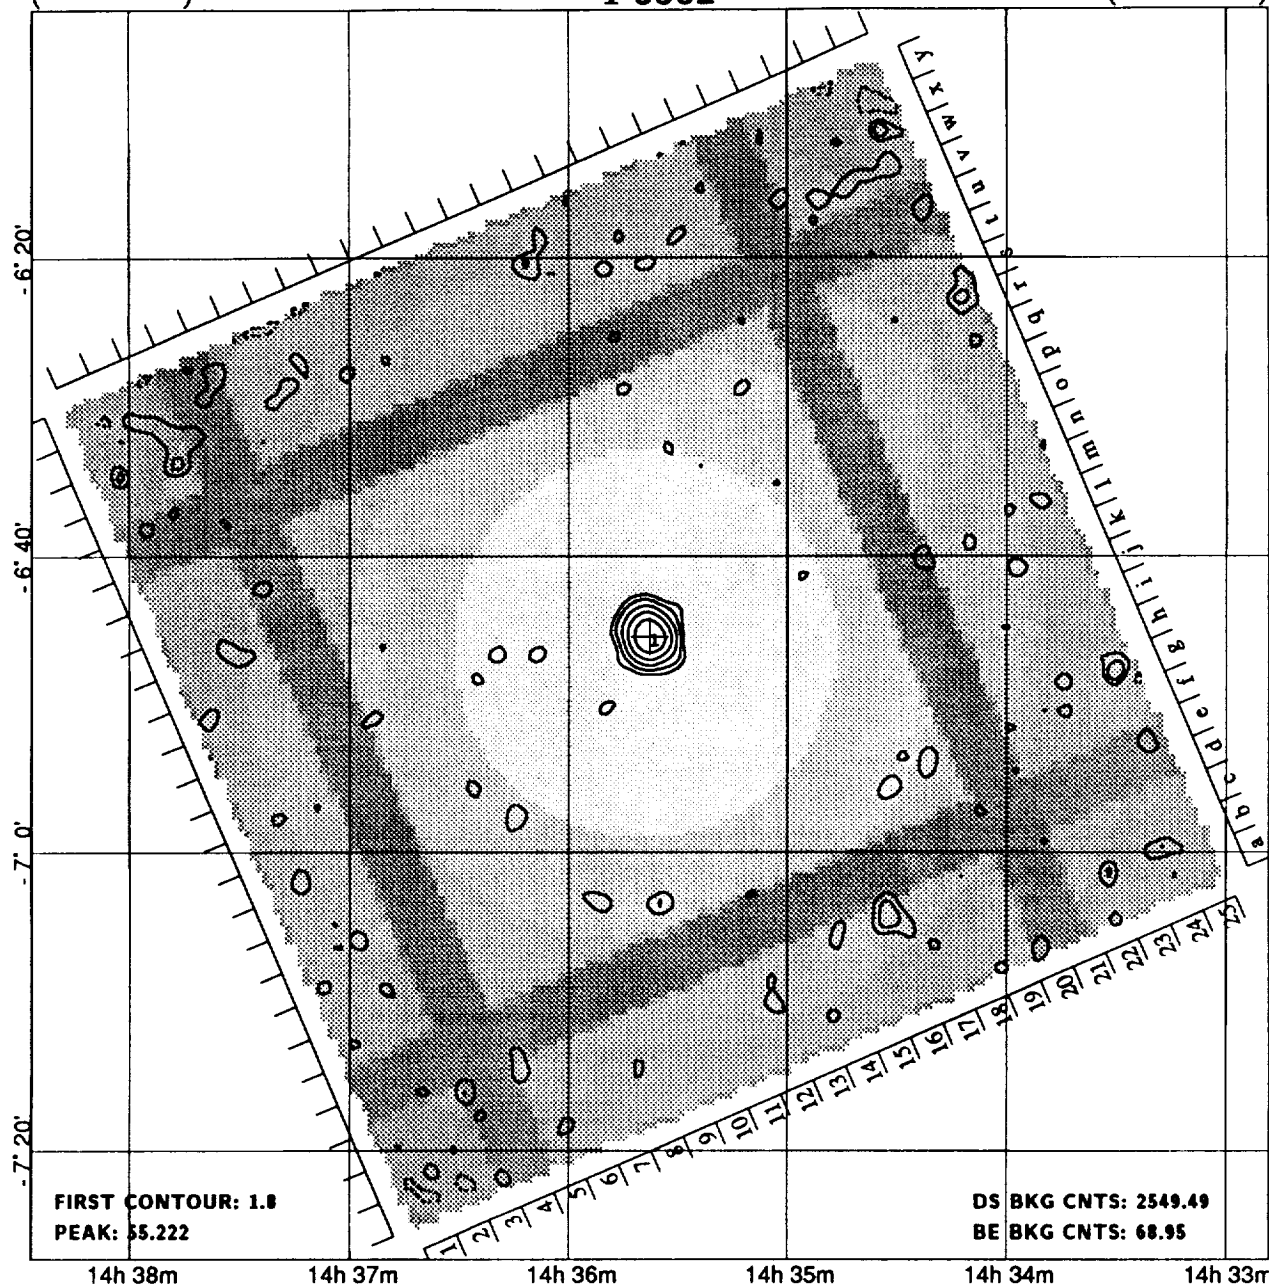 y
x
w
v
u
t
s
r
q
p
o
n
m
l
k
j
i
h
g
f
e
d
c
b
a
-6° 20'
-6° 40'
1
-7° 0'
-7° 20'
1 2 3 4 5 6 7 8 9 10 11 12 13 14 15 16 17 18 19 20 21 22 23 24 25
FIRST CONTOUR: 1.8
PEAK: 55.222
DS BKG CNTS: 2549.49
BE BKG CNTS: 68.95
14h 38m 14h 37m 14h 36m 14h 35m 14h 34m 14h 33m